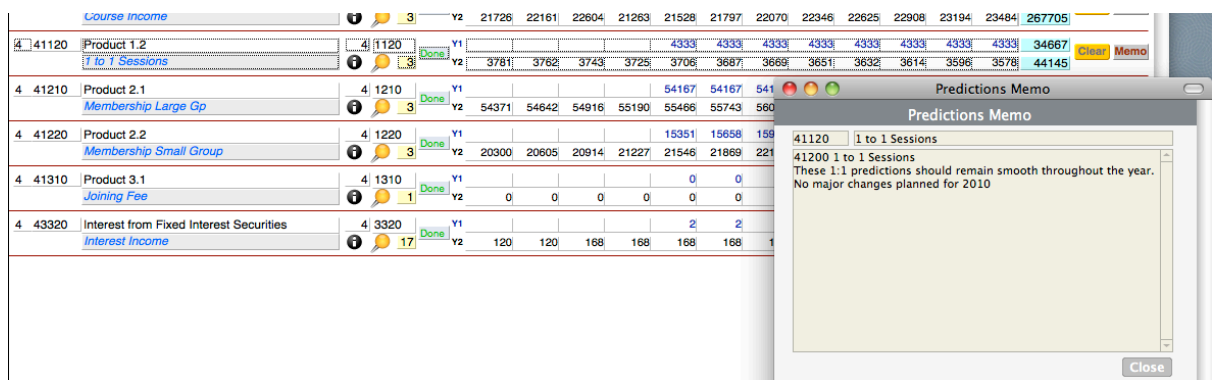 Course Income 3 Y2 21726 22161 22604 21263 21528 21797 22070 22346 22625 22908 23194 23484 267705
4 41120 Product 1.2 4 1120 Done Y1 4333 4333 4333 4333 4333 4333 4333 4333 34667 Clear Memo
1 to 1 Sessions 3 Y2 3781 3762 3743 3725 3706 3687 3669 3651 3632 3614 3596 3578 44145
4 41210 Product 2.1 4 1210 Done Y1 54167 54167 541
Membership Large Gp 3 Y2 54371 54642 54916 55190 55466 55743 560
4 41220 Product 2.2 4 1220 Done Y1 15351 15658 159
Membership Small Group 3 Y2 20300 20605 20914 21227 21546 21869 221
4 41310 Product 3.1 4 1310 Done Y1 0 0
Joining Fee 1 Y2 0 0 0 0 0 0
4 43320 Interest from Fixed Interest Securities 4 3320 Done Y1 2 2
Interest Income 17 Y2 120 120 168 168 168 168 1
Predictions Memo
Predictions Memo
41120 1 to 1 Sessions
41200 1 to 1 Sessions
These 1:1 predictions should remain smooth throughout the year.
No major changes planned for 2010
Close